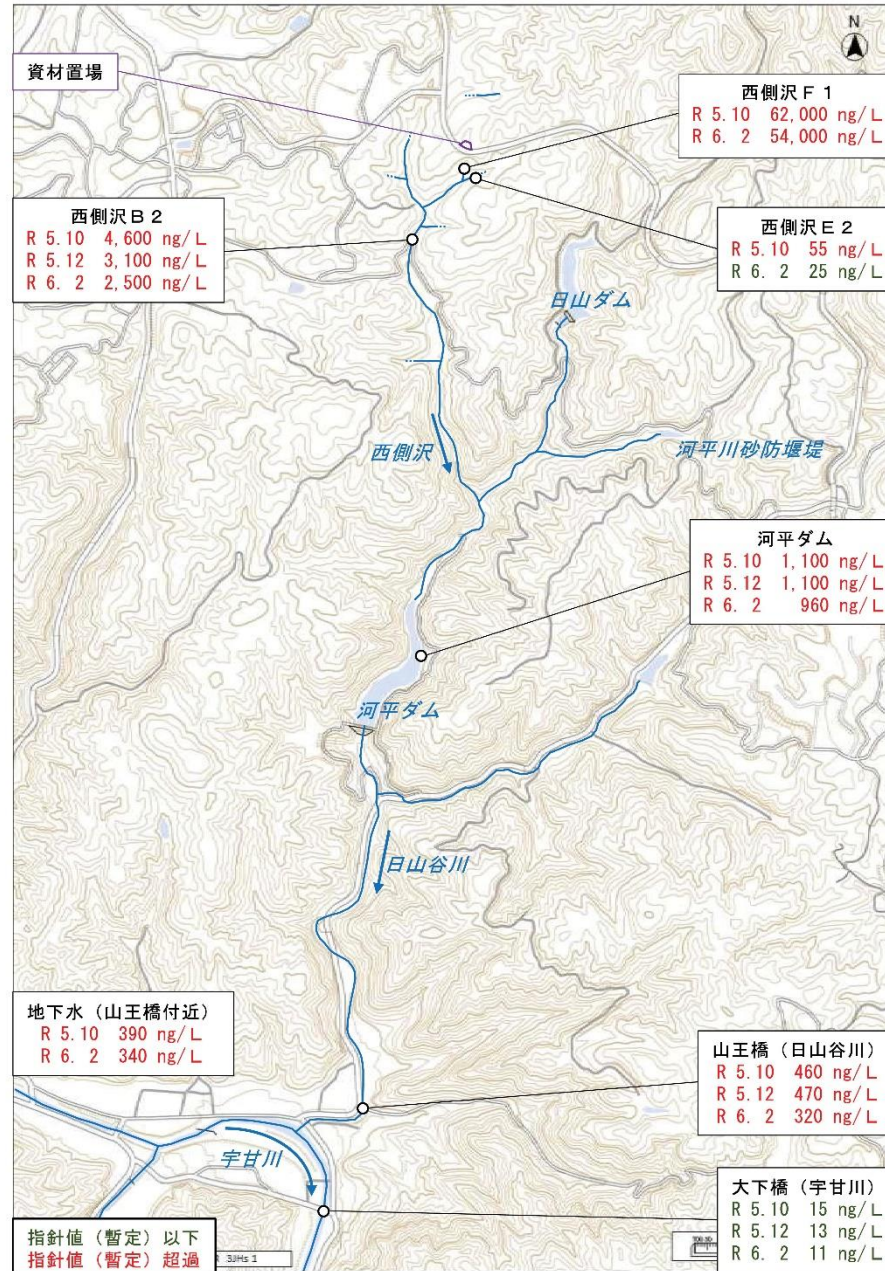 N
資材置場
西側沢F1
R 5.10 62,000 ng/L
R 6. 2 54,000 ng/L
西側沢B2
R 5.10 4,600 ng/L
R 5.12 3,100 ng/L
R 6. 2 2,500 ng/L
西側沢E2
R 5.10 55 ng/L
R 6. 2 25 ng/L
日山ダム
西側沢
河平川砂防堰堤
河平ダム
R 5.10 1,100 ng/L
R 5.12 1,100 ng/L
R 6. 2 960 ng/L
河平ダム
日山谷川
地下水（山王橋付近）
R 5.10 390 ng/L
R 6. 2 340 ng/L
山王橋（日山谷川）
R 5.10 460 ng/L
R 5.12 470 ng/L
R 6. 2 320 ng/L
宇甘川
大下橋（宇甘川）
R 5.10 15 ng/L
R 5.12 13 ng/L
R 6. 2 11 ng/L
指針値（暫定）以下
指針値（暫定）超過